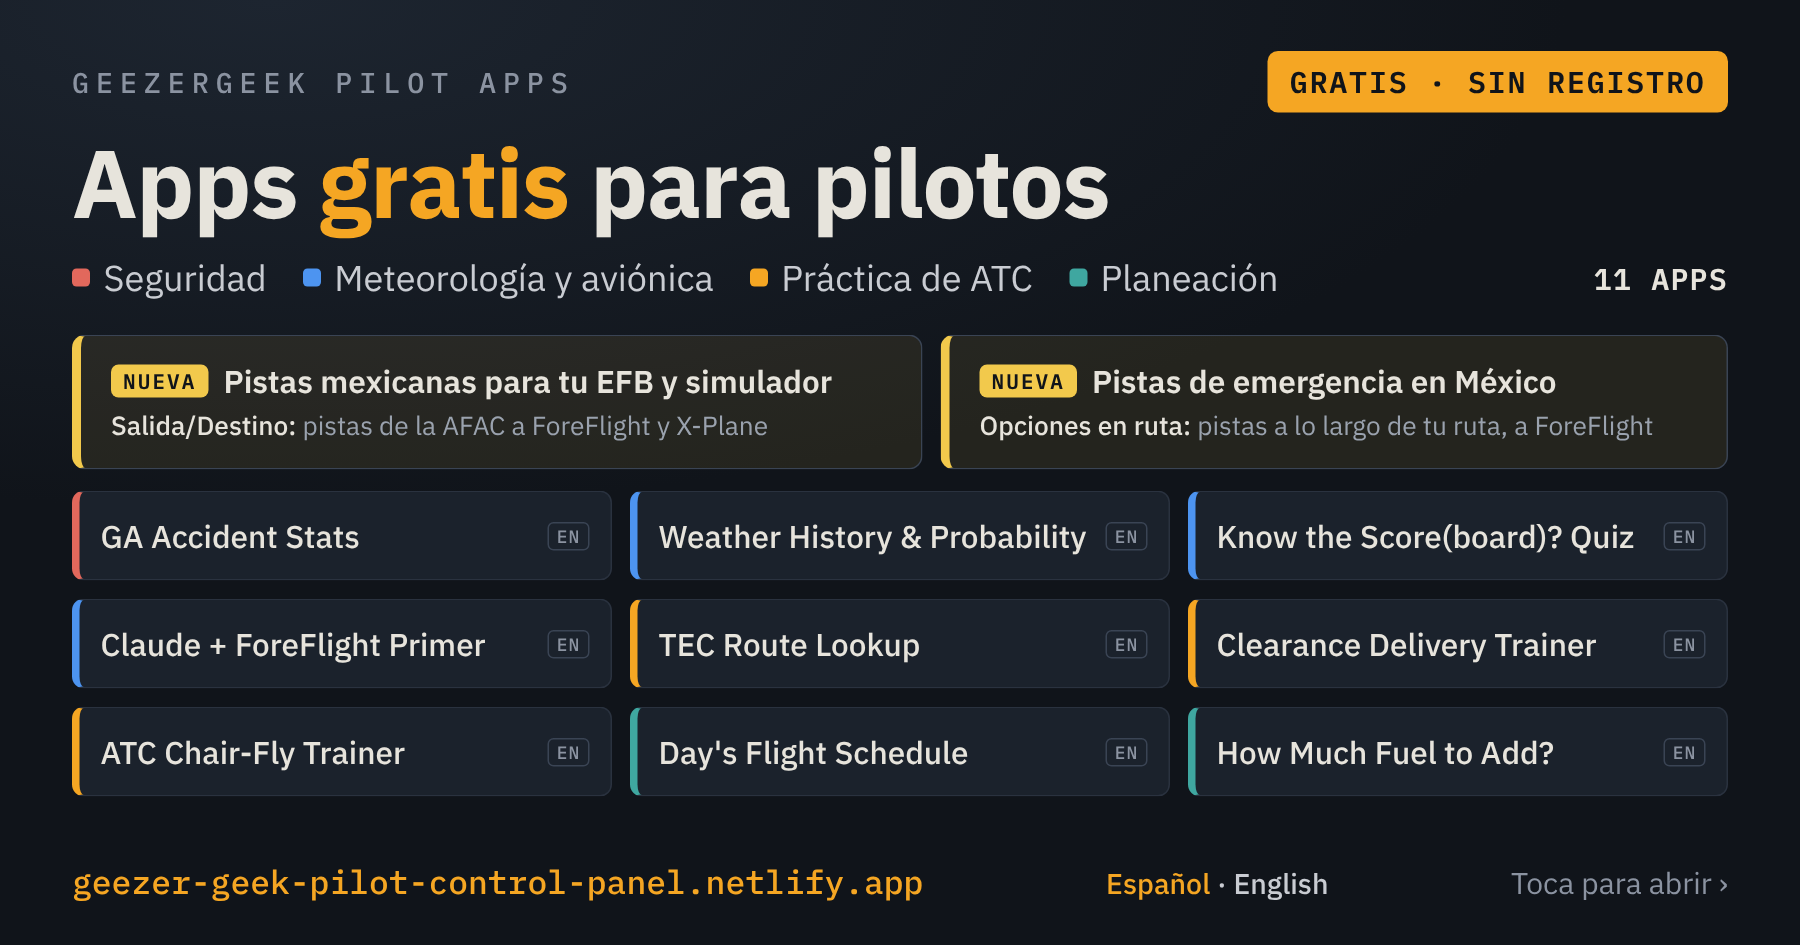 GEEZERGEEK PILOT APPS
GRATIS · SIN REGISTRO
Apps gratis para pilotos
Seguridad Meteorología y aviónica Práctica de ATC Planeación 11 APPS
NUEVA Pistas mexicanas para tu EFB y simulador
Salida/Destino: pistas de la AFAC a ForeFlight y X-Plane
NUEVA Pistas de emergencia en México
Opciones en ruta: pistas a lo largo de tu ruta, a ForeFlight
GA Accident Stats EN
Weather History & Probability EN
Know the Score(board)? Quiz EN
Claude + ForeFlight Primer EN
TEC Route Lookup EN
Clearance Delivery Trainer EN
ATC Chair-Fly Trainer EN
Day's Flight Schedule EN
How Much Fuel to Add? EN
geezer-geek-pilot-control-panel.netlify.app
Español · English
Toca para abrir ›